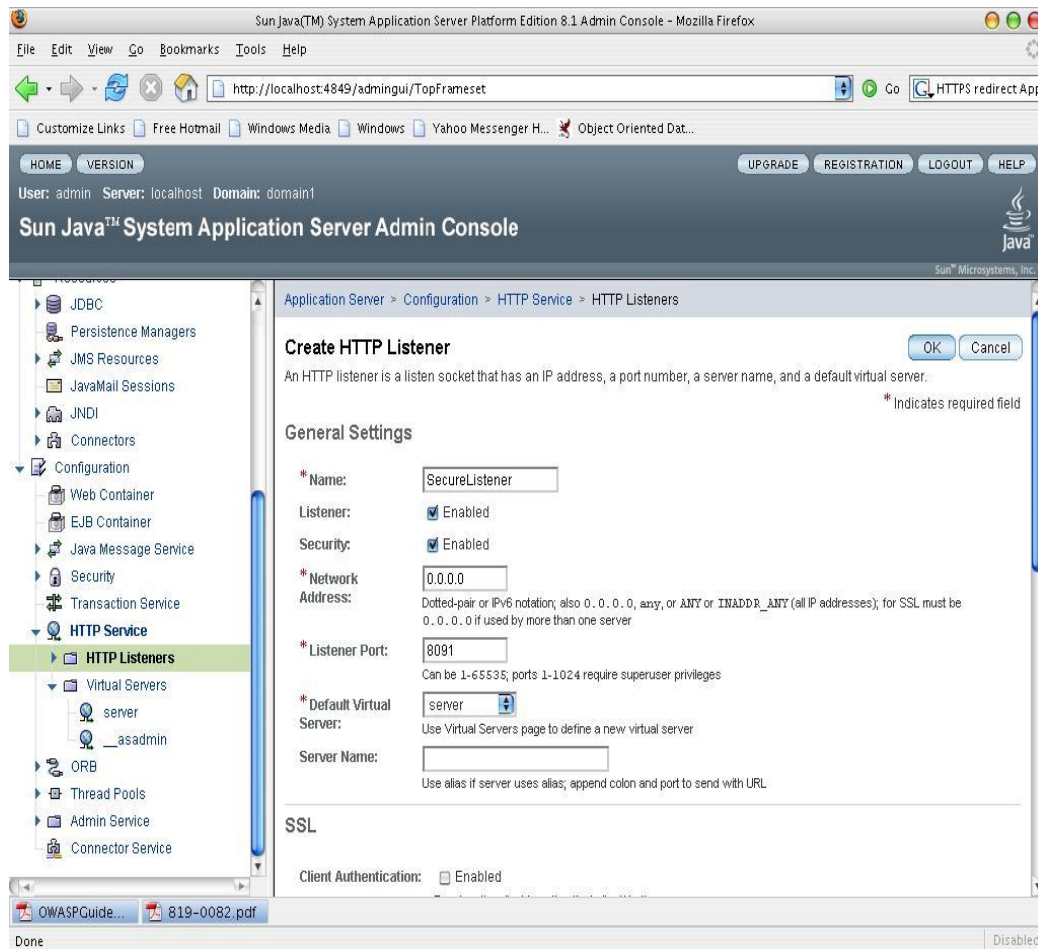 Sun Java(TM) System Application Server Platform Edition 8.1 Admin Console - Mozilla Firefox
File Edit View Go Bookmarks Tools Help
http://localhost:4849/admingui/TopFrameset Go HTTPS redirect App
Customize Links Free Hotmail Windows Media Windows Yahoo Messenger H... Object Oriented Dat...
HOME VERSION UPGRADE REGISTRATION LOGOUT HELP
User: admin Server: localhost Domain: domain1
Sun Java™ System Application Server Admin Console
Java™
Sun™ Microsystems, Inc.
Resources
JDBC
Persistence Managers
JMS Resources
JavaMail Sessions
JNDI
Connectors
Configuration
Web Container
EJB Container
Java Message Service
Security
Transaction Service
HTTP Service
HTTP Listeners
Virtual Servers
server
__asadmin
ORB
Thread Pools
Admin Service
Connector Service
Application Server > Configuration > HTTP Service > HTTP Listeners
Create HTTP Listener
OK Cancel
An HTTP listener is a listen socket that has an IP address, a port number, a server name, and a default virtual server.
* Indicates required field
General Settings
* Name: SecureListener
Listener: Enabled
Security: Enabled
* Network Address: 0.0.0.0
Dotted-pair or IPv6 notation; also 0.0.0.0, any, or ANY or INADDR_ANY (all IP addresses); for SSL must be
0.0.0.0 if used by more than one server
* Listener Port: 8091
Can be 1-65535; ports 1-1024 require superuser privileges
* Default Virtual Server: server
Use Virtual Servers page to define a new virtual server
Server Name:
Use alias if server uses alias; append colon and port to send with URL
SSL
Client Authentication: Enabled
OWASPGuide... 819-0082.pdf
Done
Disabled